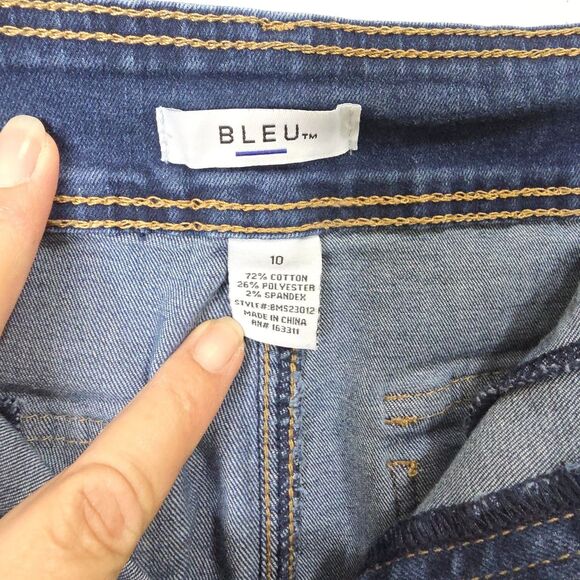 BLEU™
10
72% COTTON
26% POLYESTER
2% SPANDEX
STYLE#:BMS23012
MADE IN CHINA
RN# 163311